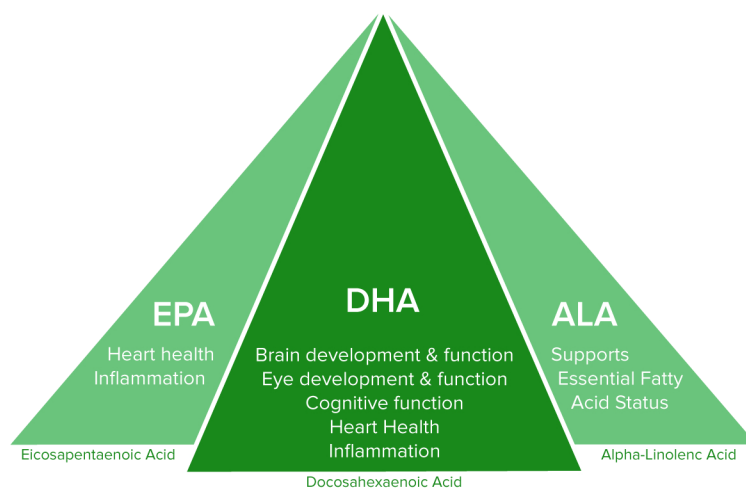 EPA
Heart health
Inflammation
Eicosapentaenoic Acid
DHA
Brain development & function
Eye development & function
Cognitive function
Heart Health
Inflammation
Docosahexaenoic Acid
ALA
Supports
Essential Fatty
Acid Status
Alpha-Linolenc Acid